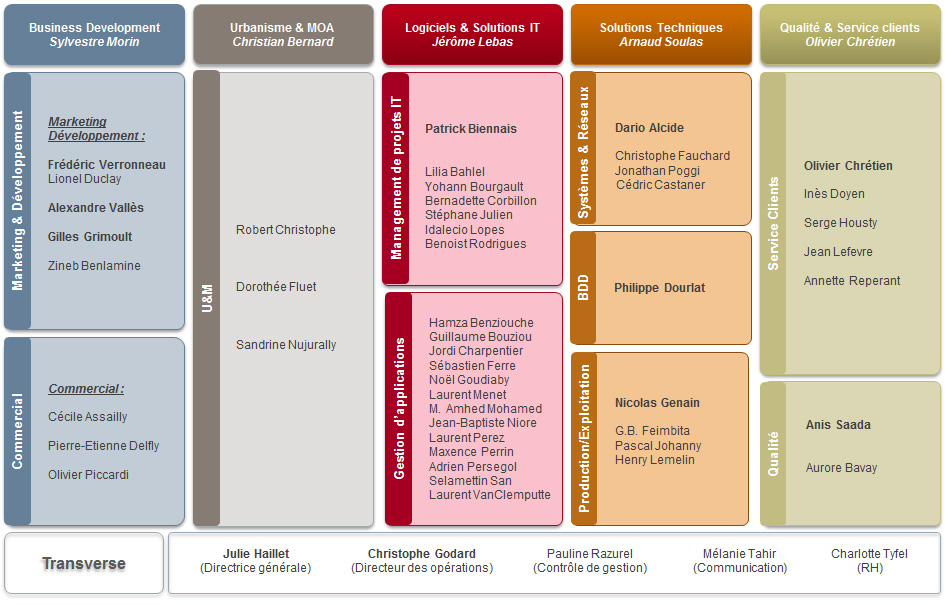 Business Development
Sylvestre Morin
Urbanisme & MOA
Christian Bernard
Logiciels & Solutions IT
Jérôme Lebas
Solutions Techniques
Arnaud Soulas
Qualité & Service clients
Olivier Chrétien
Marketing & Développement
Marketing
Développement :
Frédéric Verronneau
Lionel Duclay
Alexandre Vallès
Gilles Grimoult
Zineb Benlamine
Commercial
Commercial :
Cécile Assailly
Pierre-Etienne Delfly
Olivier Piccardi
U&M
Robert Christophe
Dorothée Fluet
Sandrine Nujurally
Management de projets IT
Patrick Biennais
Lilia Bahlel
Yohann Bourgault
Bernadette Corbillon
Stéphane Julien
Idalecio Lopes
Benoist Rodrigues
Gestion d'applications
Hamza Benziouche
Guillaume Bouziou
Jordi Charpentier
Sébastien Ferre
Noël Goudiaby
Laurent Menet
M. Amhed Mohamed
Jean-Baptiste Niore
Laurent Perez
Maxence Perrin
Adrien Persegol
Selamettin San
Laurent VanClemputte
Systèmes & Réseaux
Dario Alcide
Christophe Fauchard
Jonathan Poggi
Cédric Castaner
BDD
Philippe Dourlat
Production/Exploitation
Nicolas Genain
G.B. Feimbita
Pascal Johanny
Henry Lemelin
Service Clients
Olivier Chrétien
Inès Doyen
Serge Housty
Jean Lefevre
Annette Reperant
Qualité
Anis Saada
Aurore Bavay
Transverse
Julie Haillet
(Directrice générale)
Christophe Godard
(Directeur des opérations)
Pauline Razurel
(Contrôle de gestion)
Mélanie Tahir
(Communication)
Charlotte Tyfel
(RH)